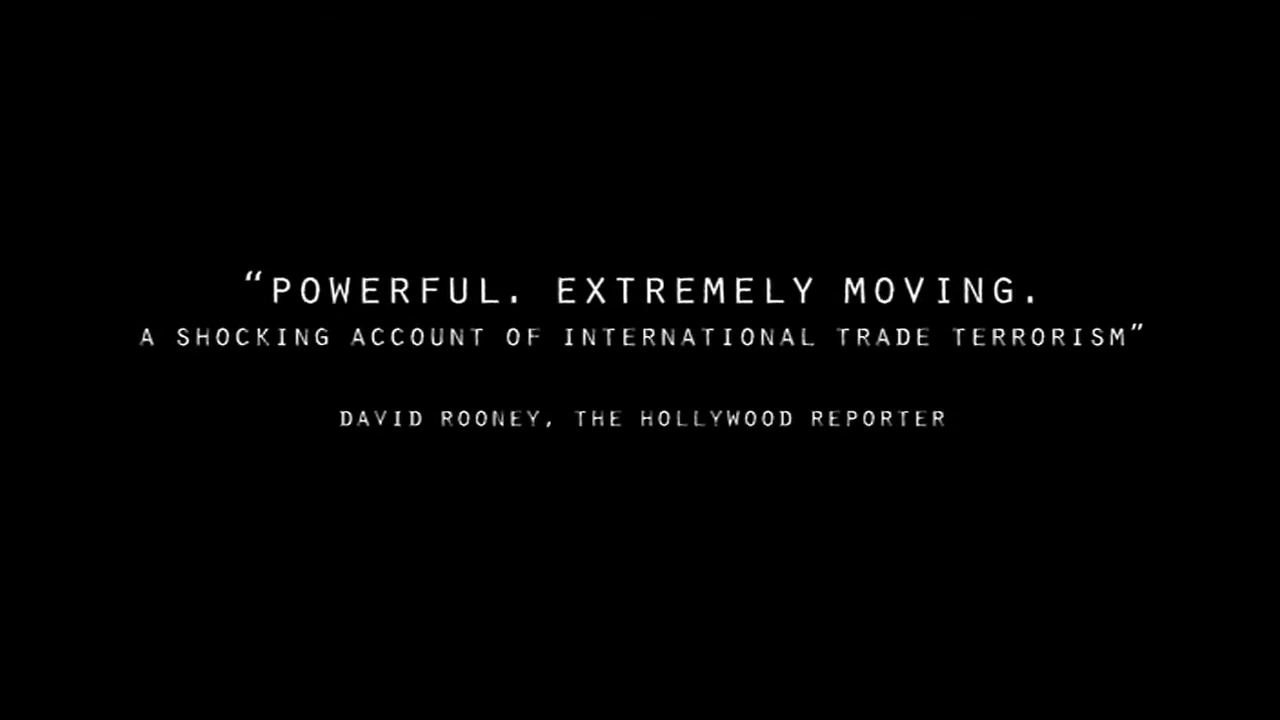 “POWERFUL. EXTREMELY MOVING.
A SHOCKING ACCOUNT OF INTERNATIONAL TRADE TERRORISM”
DAVID ROONEY, THE HOLLYWOOD REPORTER